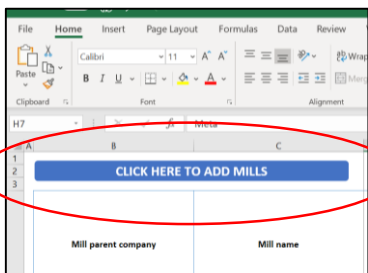 File Home Insert Page Layout Formulas Data Review
Calibri 11 A^ A˅ Wrap
Paste B I U A Merg
Clipboard Font Alignment
H7 fx Meta
A B C
1
2 CLICK HERE TO ADD MILLS
3
Mill parent company Mill name